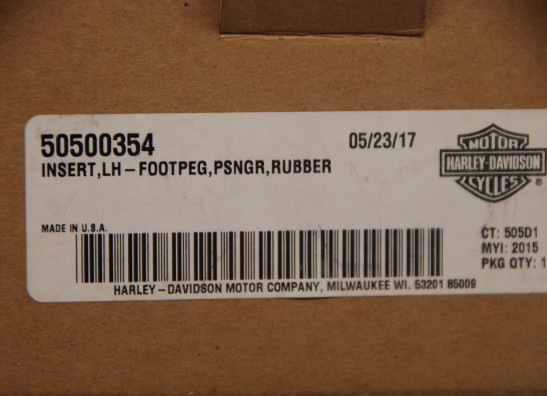 50500354
05/23/17
INSERT,LH-FOOTPEG,PSNGR,RUBBER
MOTOR
HARLEY-DAVIDSON
CYCLES
®
MADE IN U.S.A.
CT: 505D1
MYI: 2015
PKG QTY: 1
HARLEY-DAVIDSON MOTOR COMPANY, MILWAUKEE WI. 53201 85009